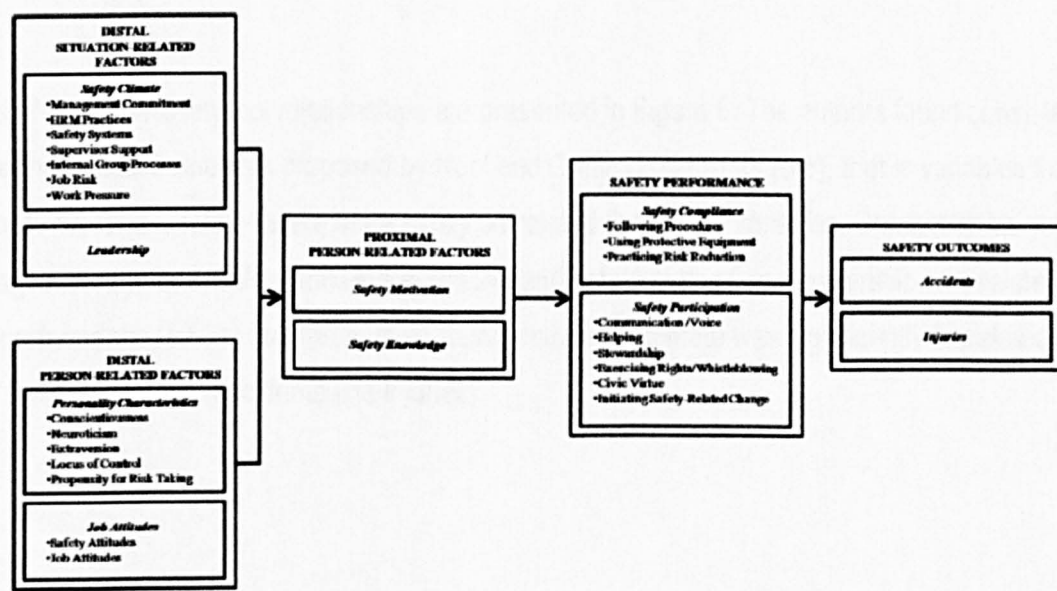 DISTAL
SITUATION-RELATED
FACTORS
Safety Climate
•Management Commitment
•HRM Practices
•Safety Systems
•Supervisor Support
•Internal Group Processes
•Job Risk
•Work Pressure
Leadership
DISTAL
PERSON-RELATED FACTORS
Personality Characteristics
•Conscientiousness
•Neuroticism
•Extraversion
•Locus of Control
•Propensity for Risk Taking
Job Attitudes
•Safety Attitudes
•Job Attitudes
PROXIMAL
PERSON-RELATED FACTORS
Safety Motivation
Safety Knowledge
SAFETY PERFORMANCE
Safety Compliance
•Following Procedures
•Using Protective Equipment
•Practicing Risk Reduction
Safety Participation
•Communication/Voice
•Helping
•Stewardship
•Exercising Rights/Whistleblowing
•Civic Virtue
•Initiating Safety-Related Change
SAFETY OUTCOMES
Accidents
Injuries